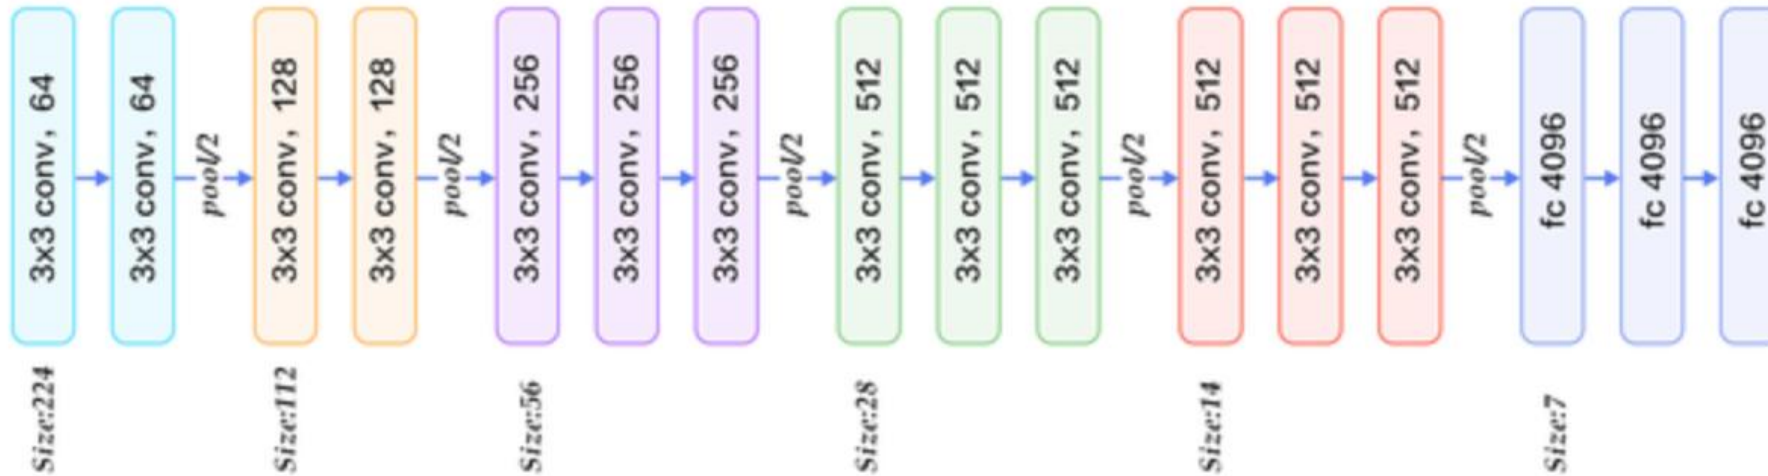 3x3 conv, 64
3x3 conv, 64
pool/2
3x3 conv, 128
3x3 conv, 128
pool/2
3x3 conv, 256
3x3 conv, 256
3x3 conv, 256
pool/2
3x3 conv, 512
3x3 conv, 512
3x3 conv, 512
pool/2
3x3 conv, 512
3x3 conv, 512
3x3 conv, 512
pool/2
fc 4096
fc 4096
fc 4096
Size:224
Size:112
Size:56
Size:28
Size:14
Size:7